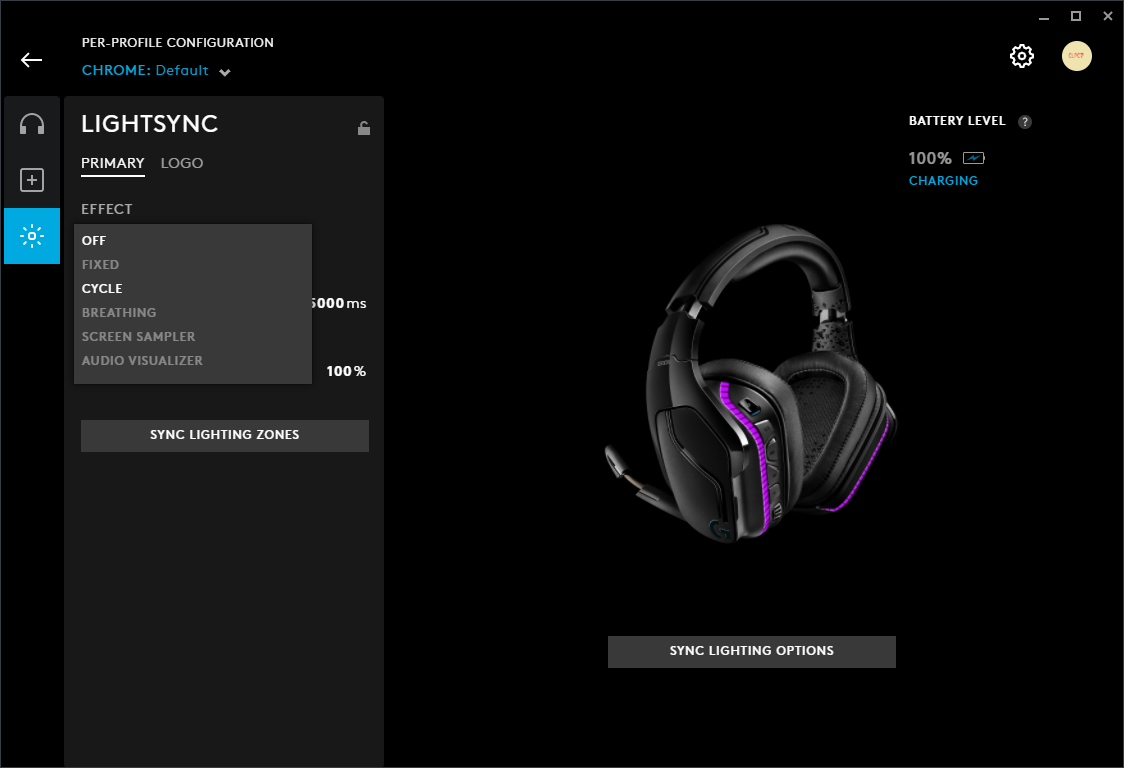 PER-PROFILE CONFIGURATION
CHROME: Default
LIGHTSYNC
PRIMARY LOGO
EFFECT
OFF
FIXED
CYCLE
BREATHING
SCREEN SAMPLER
AUDIO VISUALIZER
5000 ms
100%
SYNC LIGHTING ZONES
BATTERY LEVEL ?
100%
CHARGING
SYNC LIGHTING OPTIONS